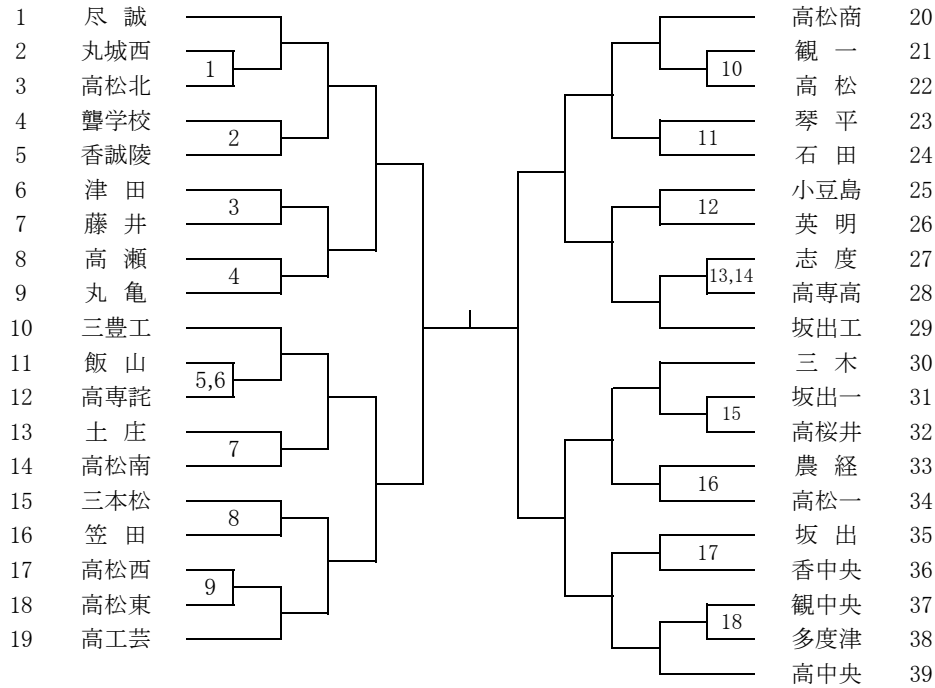 1 尽 誠
2 丸城西
3 高松北
1
4 聾学校
5 香誠陵
2
6 津 田
7 藤 井
3
8 高 瀬
9 丸 亀
4
10 三豊工
11 飯 山
12 高専詫
5,6
13 土 庄
14 高松南
7
15 三本松
16 笠 田
8
17 高松西
18 高松東
9
19 高工芸
高松商 20
観 一 21
高 松 22
10
琴 平 23
石 田 24
11
小豆島 25
英 明 26
12
志 度 27
高専高 28
13,14
坂出工 29
三 木 30
坂出一 31
高桜井 32
15
農 経 33
高松一 34
16
坂 出 35
香中央 36
17
観中央 37
多度津 38
18
高中央 39